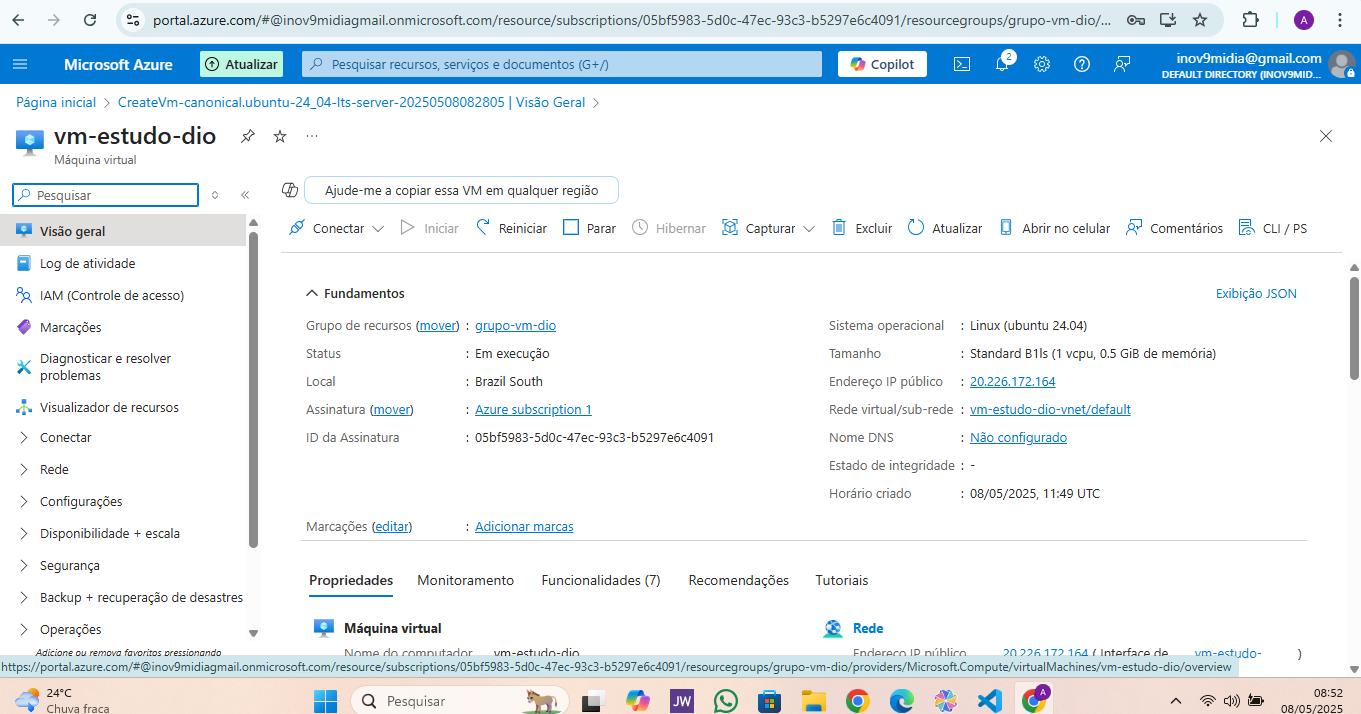 portal.azure.com/#@inov9midiagmail.onmicrosoft.com/resource/subscriptions/05bf5983-5d0c-47ec-93c3-b5297e6c4091/resourcegroups/grupo-vm-dio/...
A
Microsoft Azure
Atualizar
Pesquisar recursos, serviços e documentos (G+/)
Copilot
2
inov9midia@gmail.com
DEFAULT DIRECTORY (INOV9MID...
Página inicial > CreateVm-canonical.ubuntu-24_04-lts-server-20250508082805 | Visão Geral >
vm-estudo-dio
Máquina virtual
Pesquisar
Ajude-me a copiar essa VM em qualquer região
Conectar
Iniciar
Reiniciar
Parar
Hibernar
Capturar
Excluir
Atualizar
Abrir no celular
Comentários
CLI / PS
Visão geral
Log de atividade
IAM (Controle de acesso)
Marcações
Diagnosticar e resolver
problemas
Visualizador de recursos
Conectar
Rede
Configurações
Disponibilidade + escala
Segurança
Backup + recuperação de desastres
Operações
Adicione ou remova favoritos pressionando
Fundamentos
Exibição JSON
Grupo de recursos (mover) : grupo-vm-dio
Status : Em execução
Local : Brazil South
Assinatura (mover) : Azure subscription 1
ID da Assinatura : 05bf5983-5d0c-47ec-93c3-b5297e6c4091
Sistema operacional : Linux (ubuntu 24.04)
Tamanho : Standard B1ls (1 vcpu, 0.5 GiB de memória)
Endereço IP público : 20.226.172.164
Rede virtual/sub-rede : vm-estudo-dio-vnet/default
Nome DNS : Não configurado
Estado de integridade : -
Horário criado : 08/05/2025, 11:49 UTC
Marcações (editar) : Adicionar marcas
Propriedades
Monitoramento
Funcionalidades (7)
Recomendações
Tutoriais
Máquina virtual
Nome do computador vm-estudo-dio
Rede
Endereço IP público 20.226.172.164 ( Interface de vm-estudo- )
https://portal.azure.com/#@inov9midiagmail.onmicrosoft.com/resource/subscriptions/05bf5983-5d0c-47ec-93c3-b5297e6c4091/resourcegroups/grupo-vm-dio/providers/Microsoft.Compute/virtualMachines/vm-estudo-dio/overview
24°C
Chuva fraca
Pesquisar
JW
A
08:52
08/05/2025